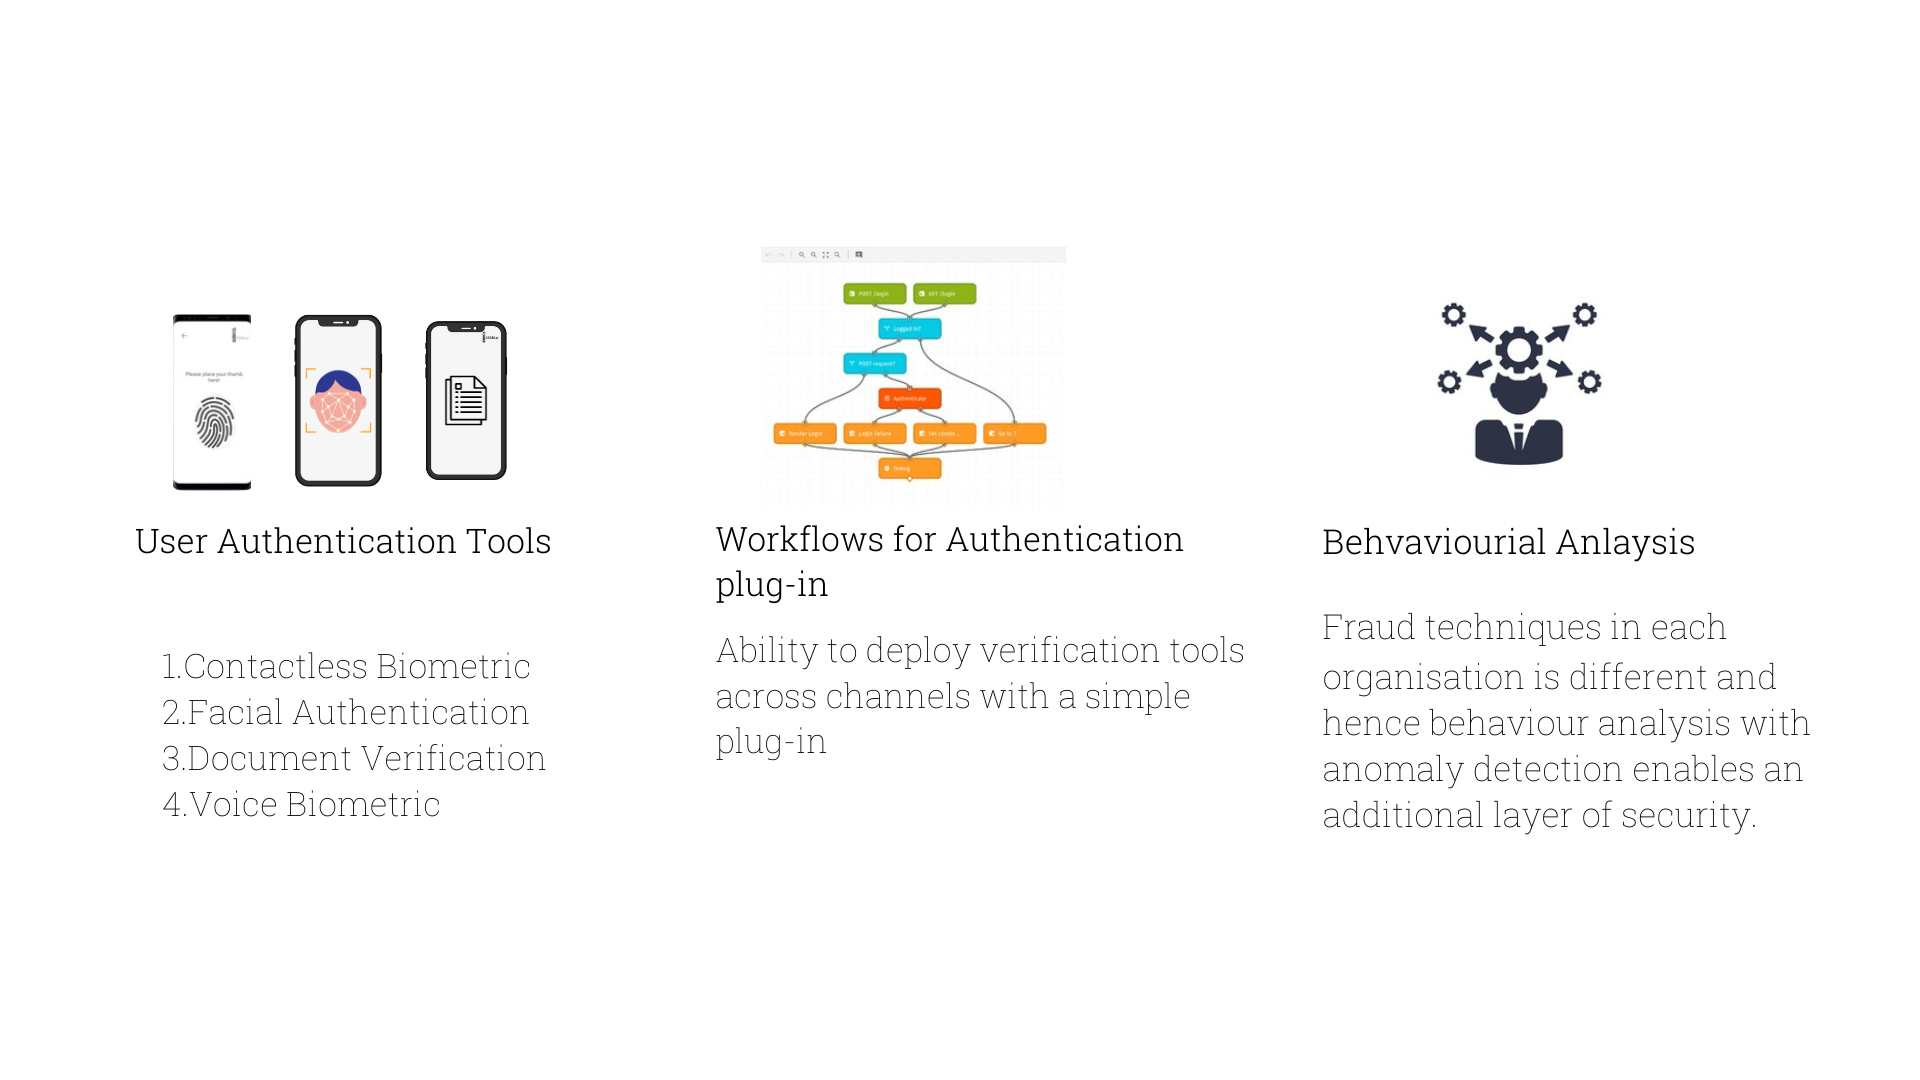 Please place your thumb
here!
POST /login
GET /login
Logged in?
POST request?
Authenticate
Render Login
Login failure
Set cookie ...
Go to /
Debug
User Authentication Tools
1.Contactless Biometric
2.Facial Authentication
3.Document Verification
4.Voice Biometric
Workflows for Authentication
plug-in
Ability to deploy verification tools
across channels with a simple
plug-in
Behvaviourial Anlaysis
Fraud techniques in each
organisation is different and
hence behaviour analysis with
anomaly detection enables an
additional layer of security.